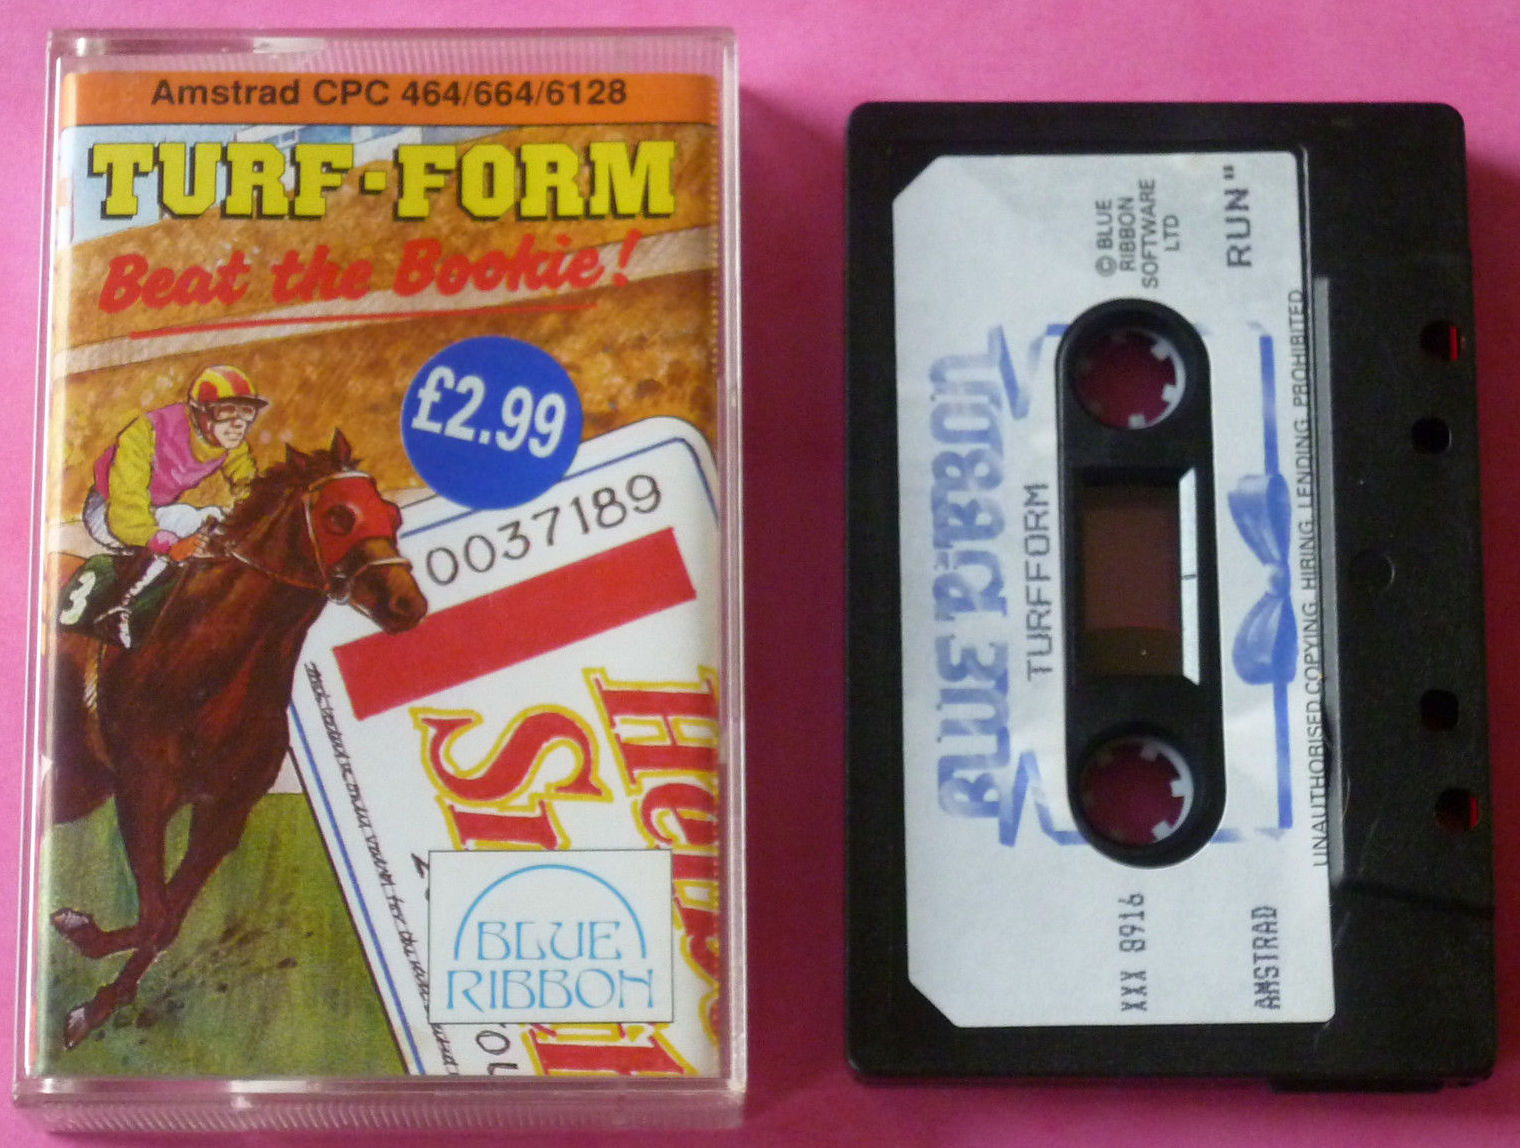 Amstrad CPC 464/664/6128
TURF-FORM
Beat the Bookie!
£2.99
0037189
3
BLUE
RIBBON
BLUE RIBBON
TURFFORM
© BLUE
RIBBON
SOFTWARE
LTD
RUN"
UNAUTHORISED COPYING, HIRING, LENDING, PROHIBITED
XXX 8916
AMSTRAD